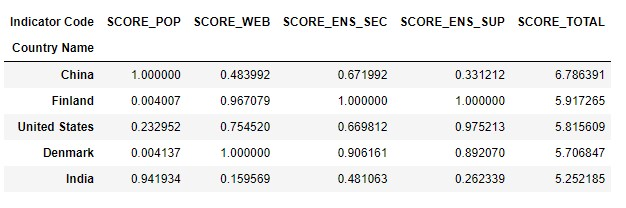 Indicator Code SCORE_POP SCORE_WEB SCORE_ENS_SEC SCORE_ENS_SUP SCORE_TOTAL
Country Name
China 1.000000 0.483992 0.671992 0.331212 6.786391
Finland 0.004007 0.967079 1.000000 1.000000 5.917265
United States 0.232952 0.754520 0.669812 0.975213 5.815609
Denmark 0.004137 1.000000 0.906161 0.892070 5.706847
India 0.941934 0.159569 0.481063 0.262339 5.252185